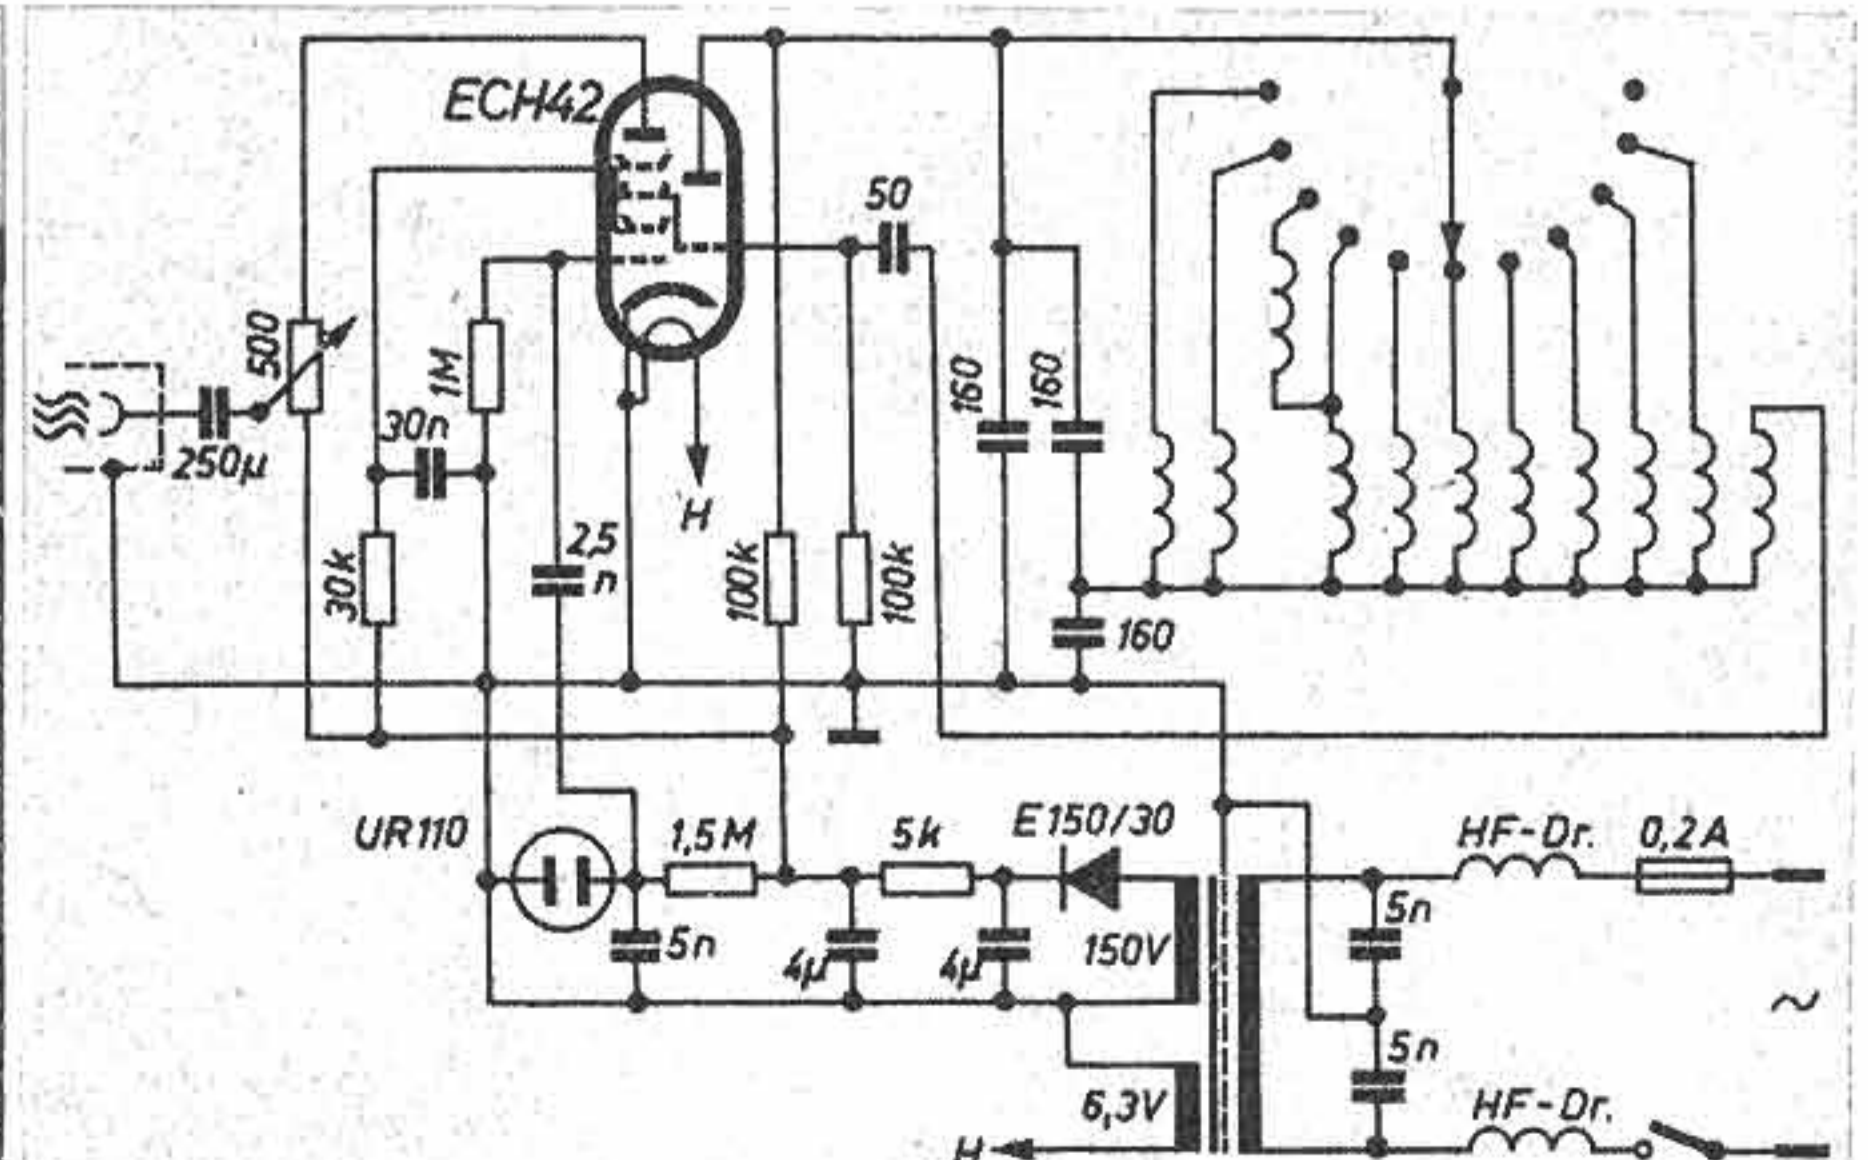 ECH42
50
500
1M
160
160
30n
250µ
H
2,5
n
30k
100k
100k
160
UR110
1,5M
5k
E150/30
HF-Dr.
0,2A
5n
5n
4µ
4µ
150V
~
5n
6,3V
HF-Dr.
H